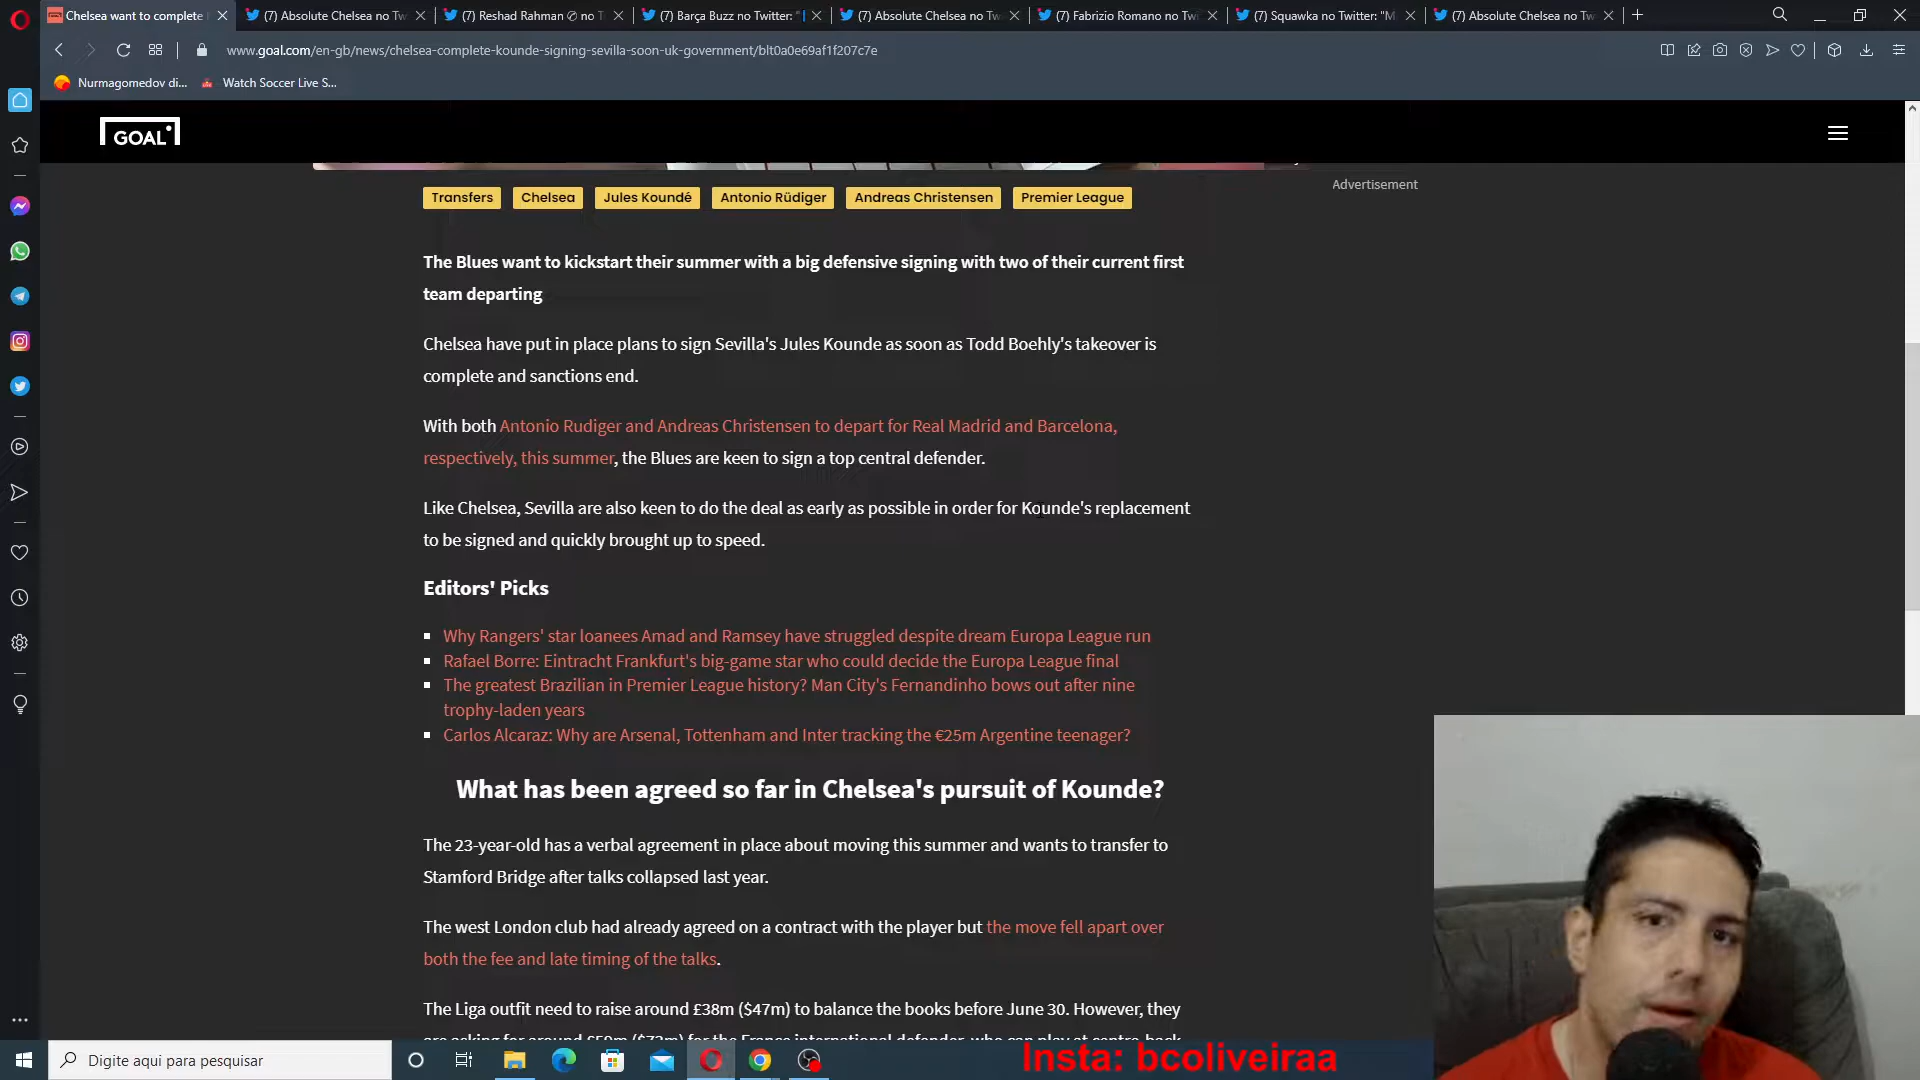 Chelsea want to complete
(7) Absolute Chelsea no Tw
(7) Reshad Rahman no T
(7) Barça Buzz no Twitter: "
(7) Absolute Chelsea no Tw
(7) Fabrizio Romano no Twi
(7) Squawka no Twitter: "M
(7) Absolute Chelsea no Tw
www.goal.com/en-gb/news/chelsea-complete-kounde-signing-sevilla-soon-uk-government/blt0a0e69af1f207c7e
Nurmagomedov di...
Watch Soccer Live S...
GOAL
Advertisement
Transfers Chelsea Jules Koundé Antonio Rüdiger Andreas Christensen Premier League
The Blues want to kickstart their summer with a big defensive signing with two of their current first
team departing
Chelsea have put in place plans to sign Sevilla's Jules Kounde as soon as Todd Boehly's takeover is
complete and sanctions end.
With both Antonio Rudiger and Andreas Christensen to depart for Real Madrid and Barcelona,
respectively, this summer, the Blues are keen to sign a top central defender.
Like Chelsea, Sevilla are also keen to do the deal as early as possible in order for Kounde's replacement
to be signed and quickly brought up to speed.
Editors' Picks
Why Rangers' star loanees Amad and Ramsey have struggled despite dream Europa League run
Rafael Borre: Eintracht Frankfurt's big-game star who could decide the Europa League final
The greatest Brazilian in Premier League history? Man City's Fernandinho bows out after nine
trophy-laden years
Carlos Alcaraz: Why are Arsenal, Tottenham and Inter tracking the €25m Argentine teenager?
What has been agreed so far in Chelsea's pursuit of Kounde?
The 23-year-old has a verbal agreement in place about moving this summer and wants to transfer to
Stamford Bridge after talks collapsed last year.
The west London club had already agreed on a contract with the player but the move fell apart over
both the fee and late timing of the talks.
The Liga outfit need to raise around £38m ($47m) to balance the books before June 30. However, they
Digite aqui para pesquisar
Insta: bcoliveiraa